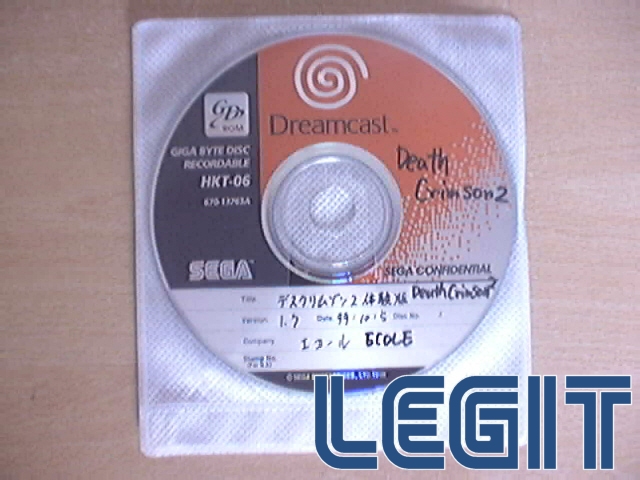 GD
ROM
Dreamcast
GIGA BYTE DISC
RECORDABLE
HKT-06
670-13763A
Death
Crimson 2
SEGA
SEGA CONFIDENTIAL
Title デスクリムゾン2体験版 Death Crimson 2
Version 1.7 Date 99.10.5 Disc No. 1
Company エコール ECOLE
Stamp No.
© SEGA
LEGIT